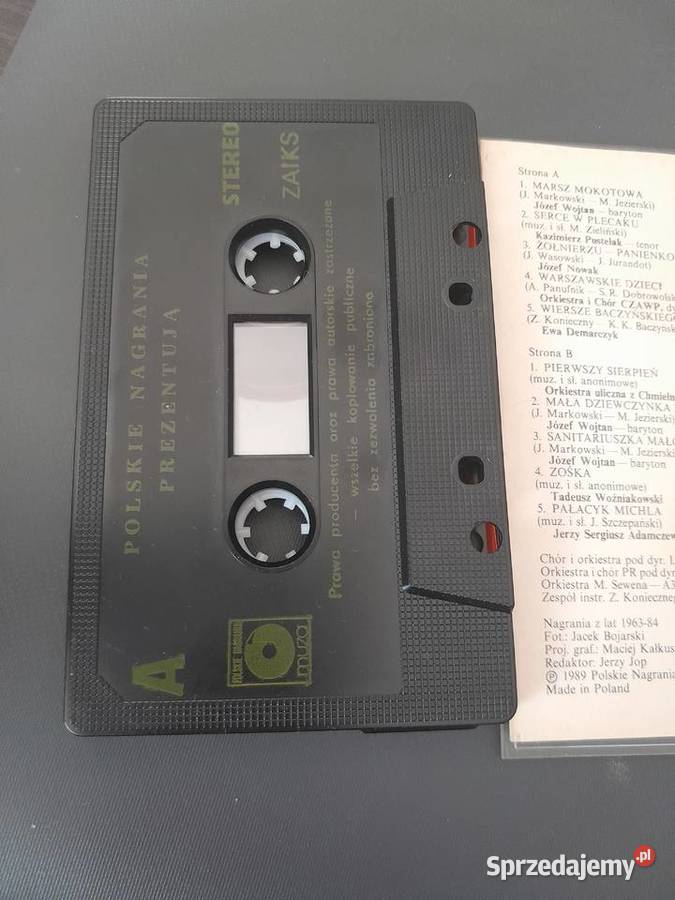 POLSKIE NAGRANIA
PREZENTUJĄ
STEREO
ZAIKS
Prawa producenta oraz prawa autorskie zastrzeżone
— wszelkie kopiowanie publiczne
bez zezwolenia zabronione
A
POLSKIE NAGRANIA
muza
Strona A
1. MARSZ MOKOTOWA
(J. Markowski — M. Jezierski)
Józef Wojtan — baryton
2. SERCE W PLECAKU
(muz. i sł. M. Zieliński)
Kazimierz Pustelak — tenor
3. ŻOŁNIERZU — PANIENKO
(J. Wasowski — J. Jurandot)
Józef Nowak
4. WARSZAWSKIE DZIECI
(A. Panufnik — S.R. Dobrowolsk
Orkiestra i Chór CZAWP, dy
5. WIERSZE BACZYŃSKIEGO
(Z. Konieczny — K.K. Baczyńsk
Ewa Demarczyk
Strona B
1. PIERWSZY SIERPIEŃ
(muz. i sł. anonimowe)
Orkiestra uliczna z Chmieln
2. MAŁA DZIEWCZYNKA
(J. Markowski — M. Jezierski)
Józef Wojtan — baryton
3. SANITARIUSZKA MAŁG
(J. Markowski — M. Jezierski
Józef Wojtan — baryton
4. ZOŚKA
(muz. i sł. anonimowe)
Tadeusz Woźniakowski
5. PAŁACYK MICHLA
(muz. i sł. J. Szczepański)
Jerzy Sergiusz Adamczew
Chór i orkiestra pod dyr.
Orkiestra i chór PR pod dyr
Orkiestra M. Sewena
Zespół instr. Z. Konieczneg
Nagrania z lat 1963-84
Fot.: Jacek Bojarski
Proj. graf.: Maciej Kałkus
Redaktor: Jerzy Jop
℗ 1989 Polskie Nagrania
Made in Poland
Sprzedajemy.pl